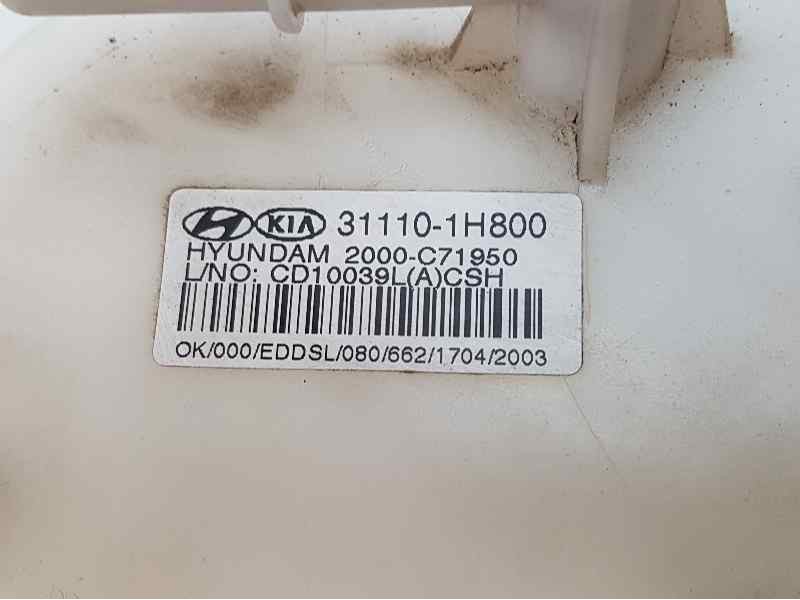 KIA 31110-1H800
HYUNDAM 2000-C71950
L/NO: CD10039L(A)CSH
OK/000/EDDSL/080/662/1704/2003